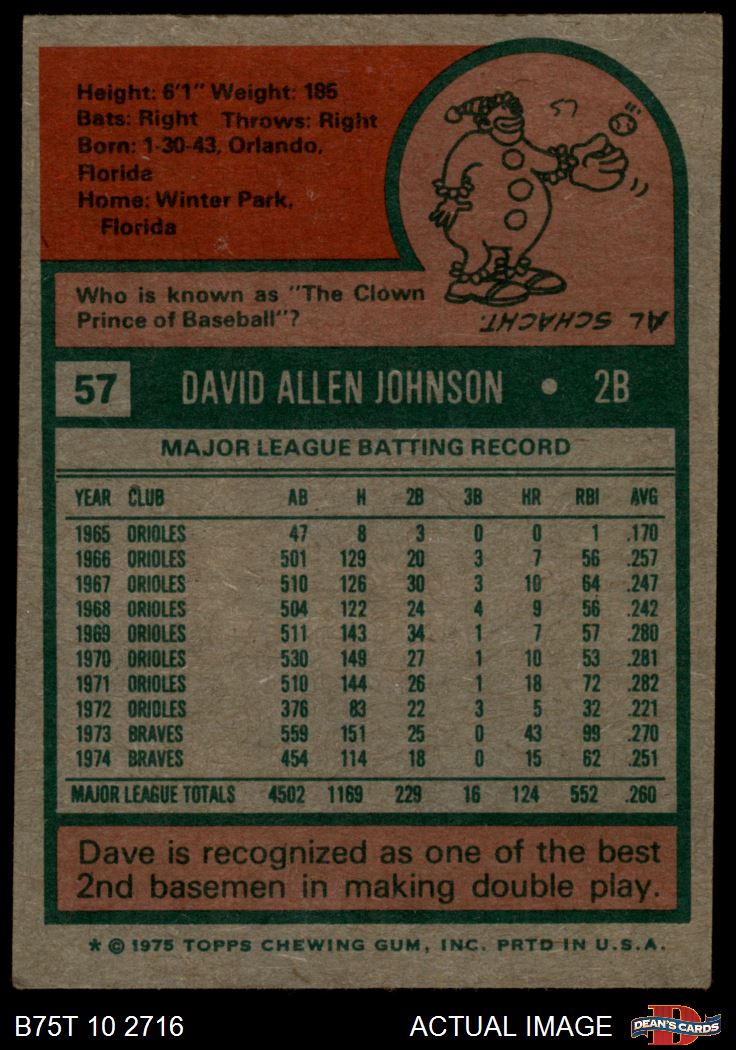 Height: 6'1" Weight: 185
Bats: Right Throws: Right
Born: 1-30-43, Orlando,
Florida
Home: Winter Park,
Florida
57
Who is known as "The Clown
Prince of Baseball"?
AL SCHACHT.
57 DAVID ALLEN JOHNSON • 2B
MAJOR LEAGUE BATTING RECORD
YEAR CLUB AB H 2B 3B HR RBI AVG
1965 ORIOLES 47 8 3 0 0 1 .170
1966 ORIOLES 501 129 20 3 7 56 .257
1967 ORIOLES 510 126 30 3 10 64 .247
1968 ORIOLES 504 122 24 4 9 56 .242
1969 ORIOLES 511 143 34 1 7 57 .280
1970 ORIOLES 530 149 27 1 10 53 .281
1971 ORIOLES 510 144 26 1 18 72 .282
1972 ORIOLES 376 83 22 3 5 32 .221
1973 BRAVES 559 151 25 0 43 99 .270
1974 BRAVES 454 114 18 0 15 62 .251
MAJOR LEAGUE TOTALS 4502 1169 229 16 124 552 .260
Dave is recognized as one of the best
2nd basemen in making double play.
* © 1975 TOPPS CHEWING GUM, INC. PRTD IN U.S.A.
B75T 10 2716 ACTUAL IMAGE DEAN'S CARDS